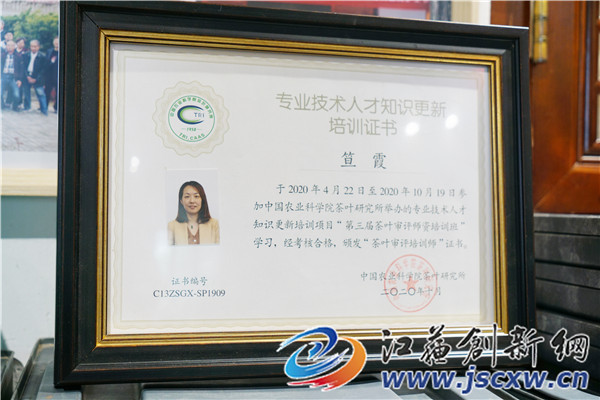 TRI
1958
TRI, CAAS
专业技术人才知识更新
培训证书
笪霞
于 2020 年 4 月 22 日至 2020 年 10 月 19 日参
加中国农业科学院茶叶研究所举办的专业技术人才
知识更新培训项目“第三届茶叶审评师资培训班”
学习，经考核合格，颁发“茶叶审评培训师”证书。
证书编号
C13ZSGX-SP1909
中国农业科学院茶叶研究所
二〇二〇年十月
江苏创新网
www.jscxw.cn